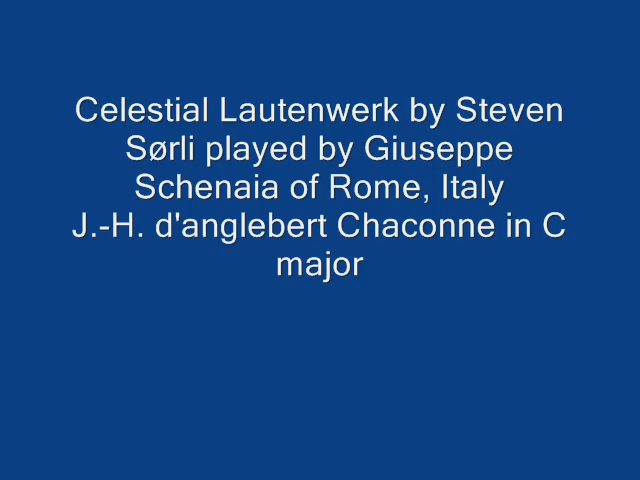 Celestial Lautenwerk by Steven
Sørli played by Giuseppe
Schenaia of Rome, Italy
J.-H. d'anglebert Chaconne in C
major